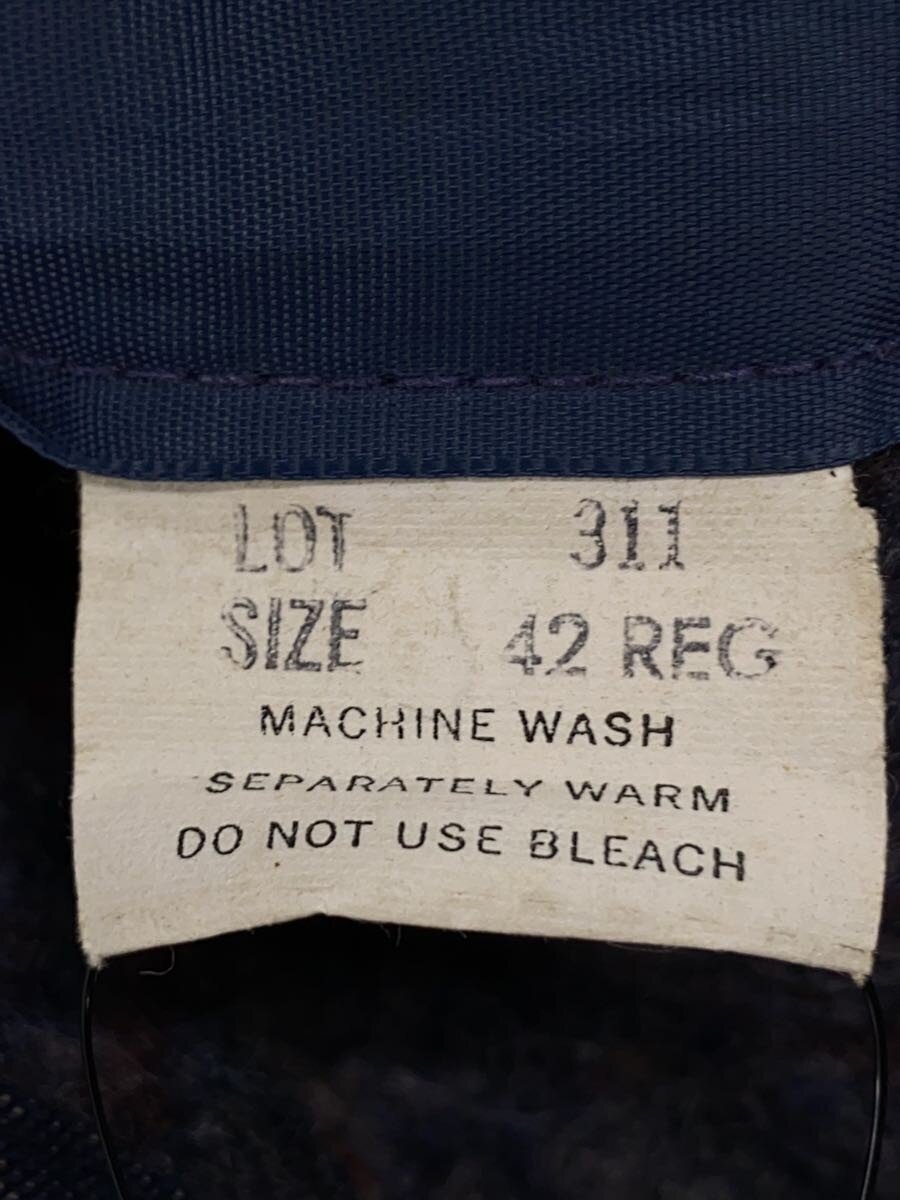 LOT 311
SIZE 42 REG
MACHINE WASH
SEPARATELY WARM
DO NOT USE BLEACH